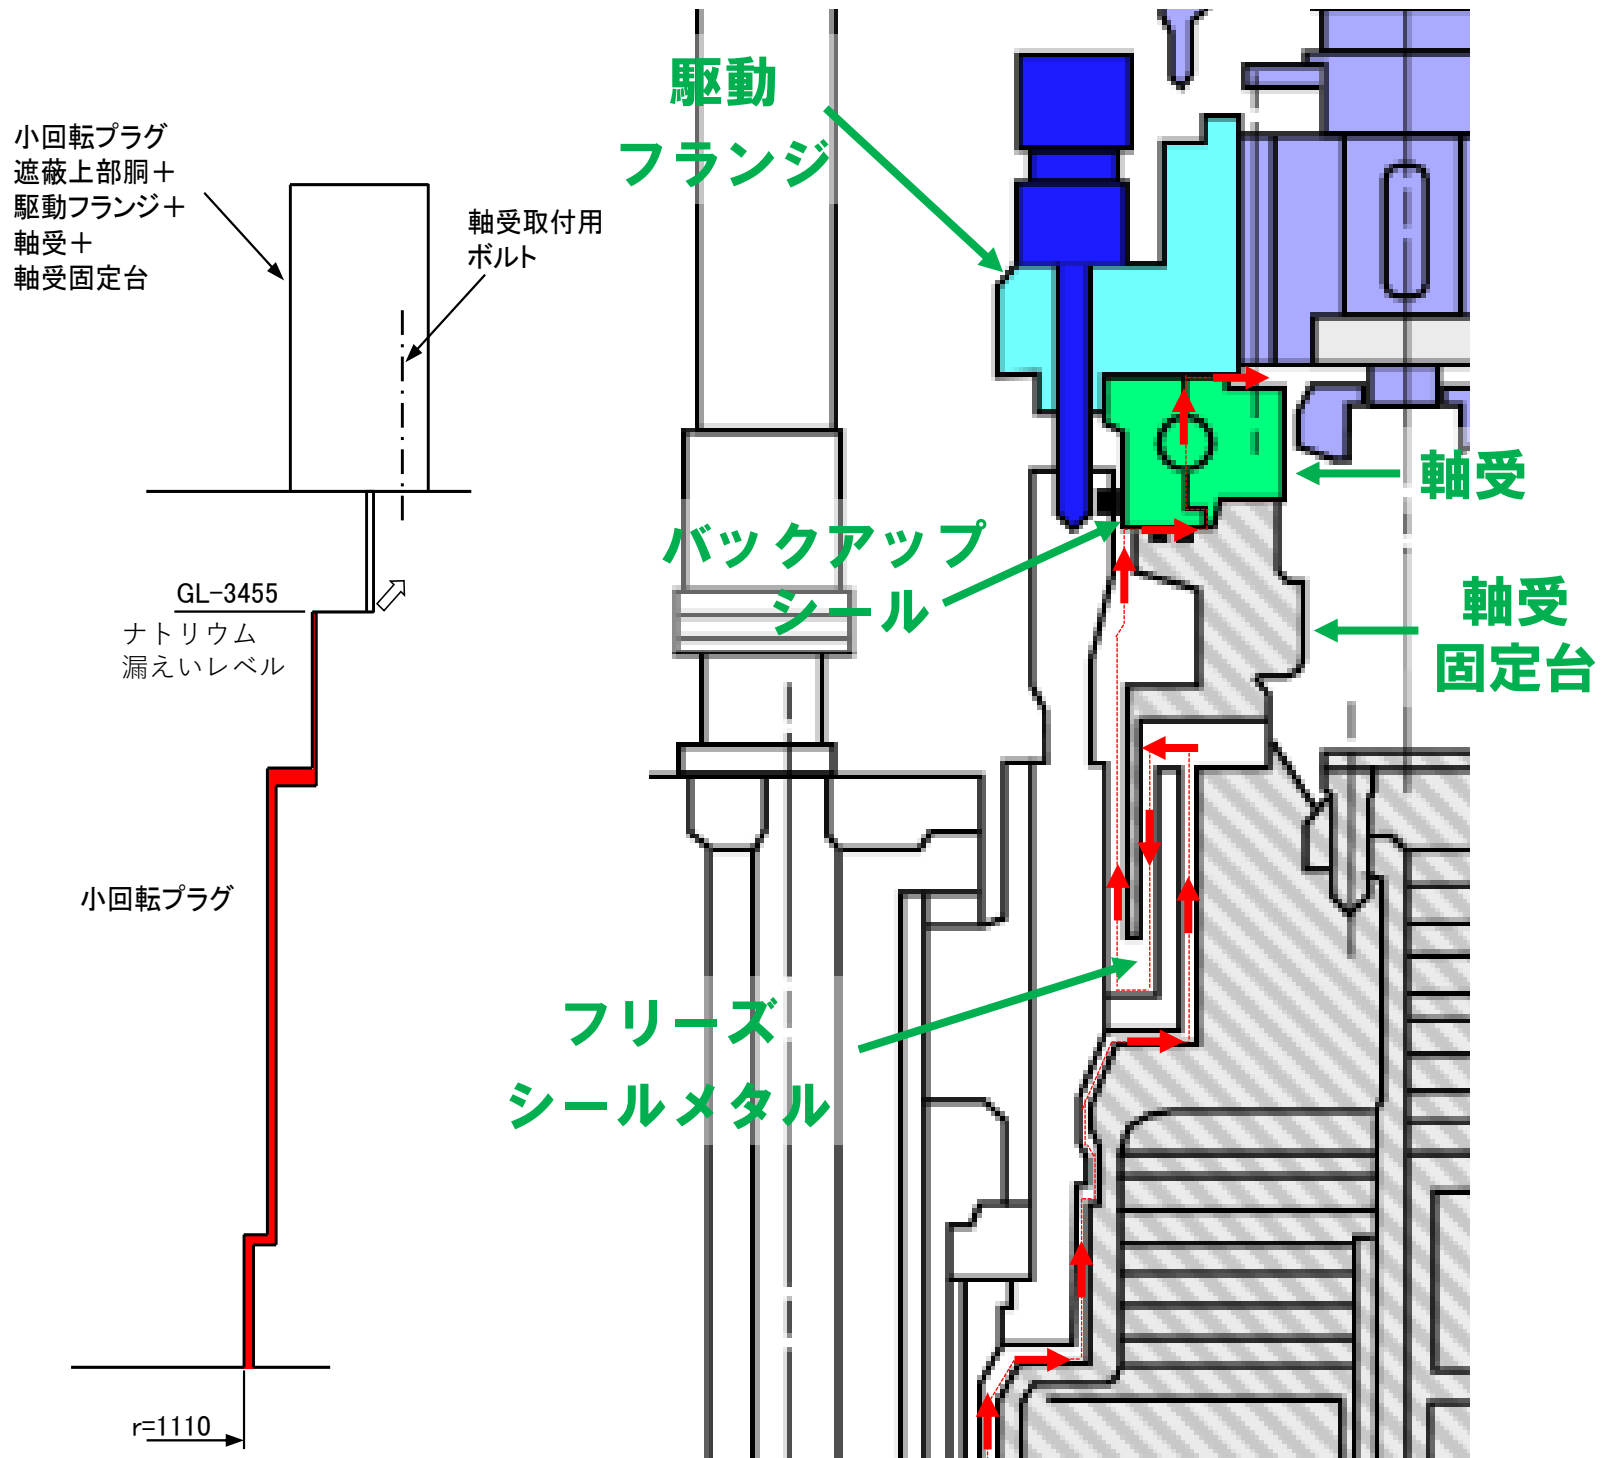 小回転プラグ
遮蔽上部胴＋
駆動フランジ＋
軸受＋
軸受固定台
軸受取付用
ボルト
GL-3455
ナトリウム
漏えいレベル
小回転プラグ
r=1110
駆動
フランジ
バックアップ
シール
軸受
軸受
固定台
フリーズ
シールメタル